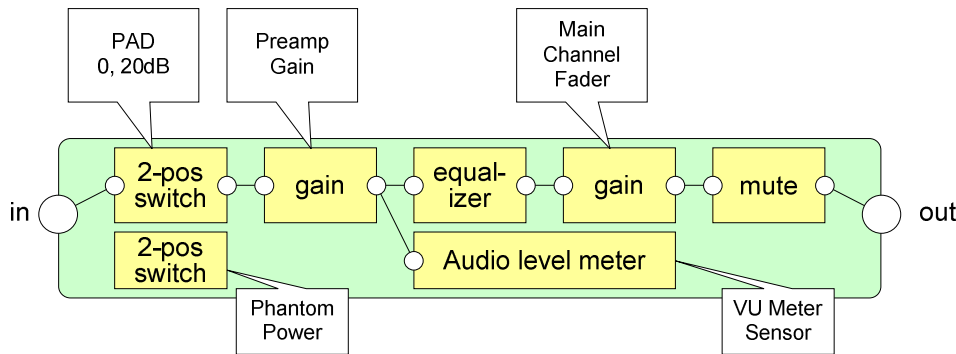 PAD
0, 20dB
Preamp
Gain
Main
Channel
Fader
in
2-pos
switch
gain
equal-
izer
gain
mute
out
2-pos
switch
Audio level meter
Phantom
Power
VU Meter
Sensor